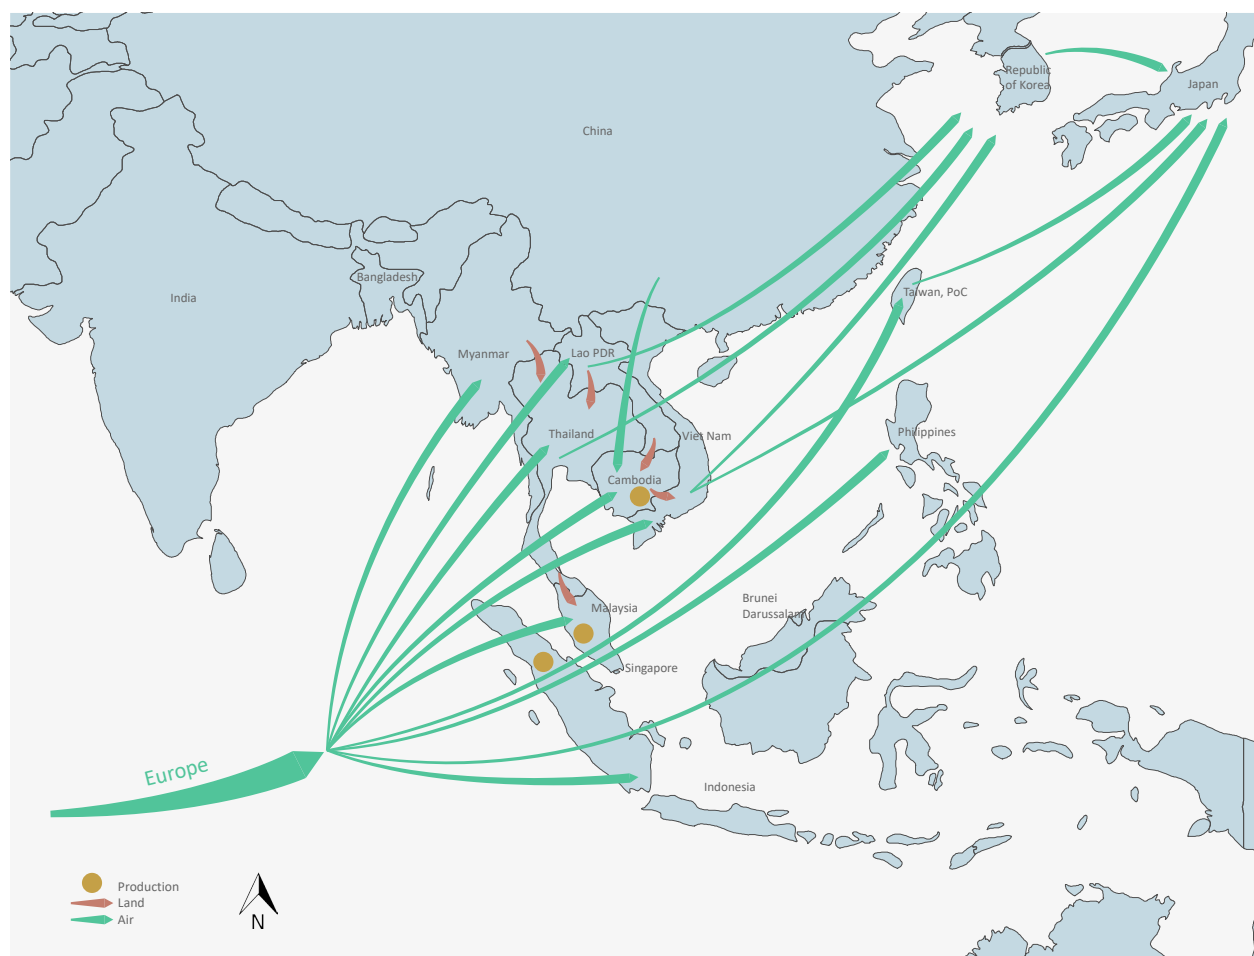 Republic
of Korea
Japan
China
Bangladesh
India
Taiwan, PoC
Myanmar
Lao PDR
Thailand
Viet Nam
Philippines
Cambodia
Brunei
Darussalam
Malaysia
Singapore
Europe
Indonesia
Production
Land
Air
N